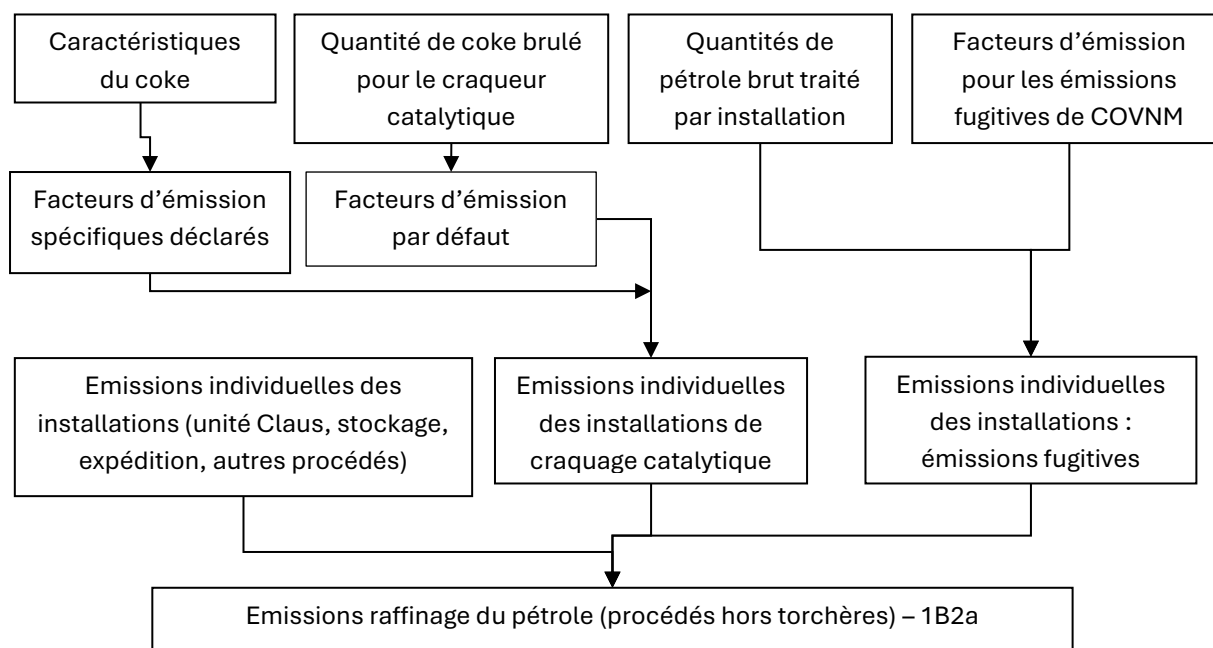 Caractéristiques
du coke
Quantité de coke brulé
pour le craqueur
catalytique
Quantités de
pétrole brut traité
par installation
Facteurs d’émission
pour les émissions
fugitives de COVNM
Facteurs d’émission
spécifiques déclarés
Facteurs d’émission
par défaut
Emissions individuelles des
installations (unité Claus, stockage,
expédition, autres procédés)
Emissions individuelles
des installations de
craquage catalytique
Emissions individuelles
des installations :
émissions fugitives
Emissions raffinage du pétrole (procédés hors torchères) – 1B2a